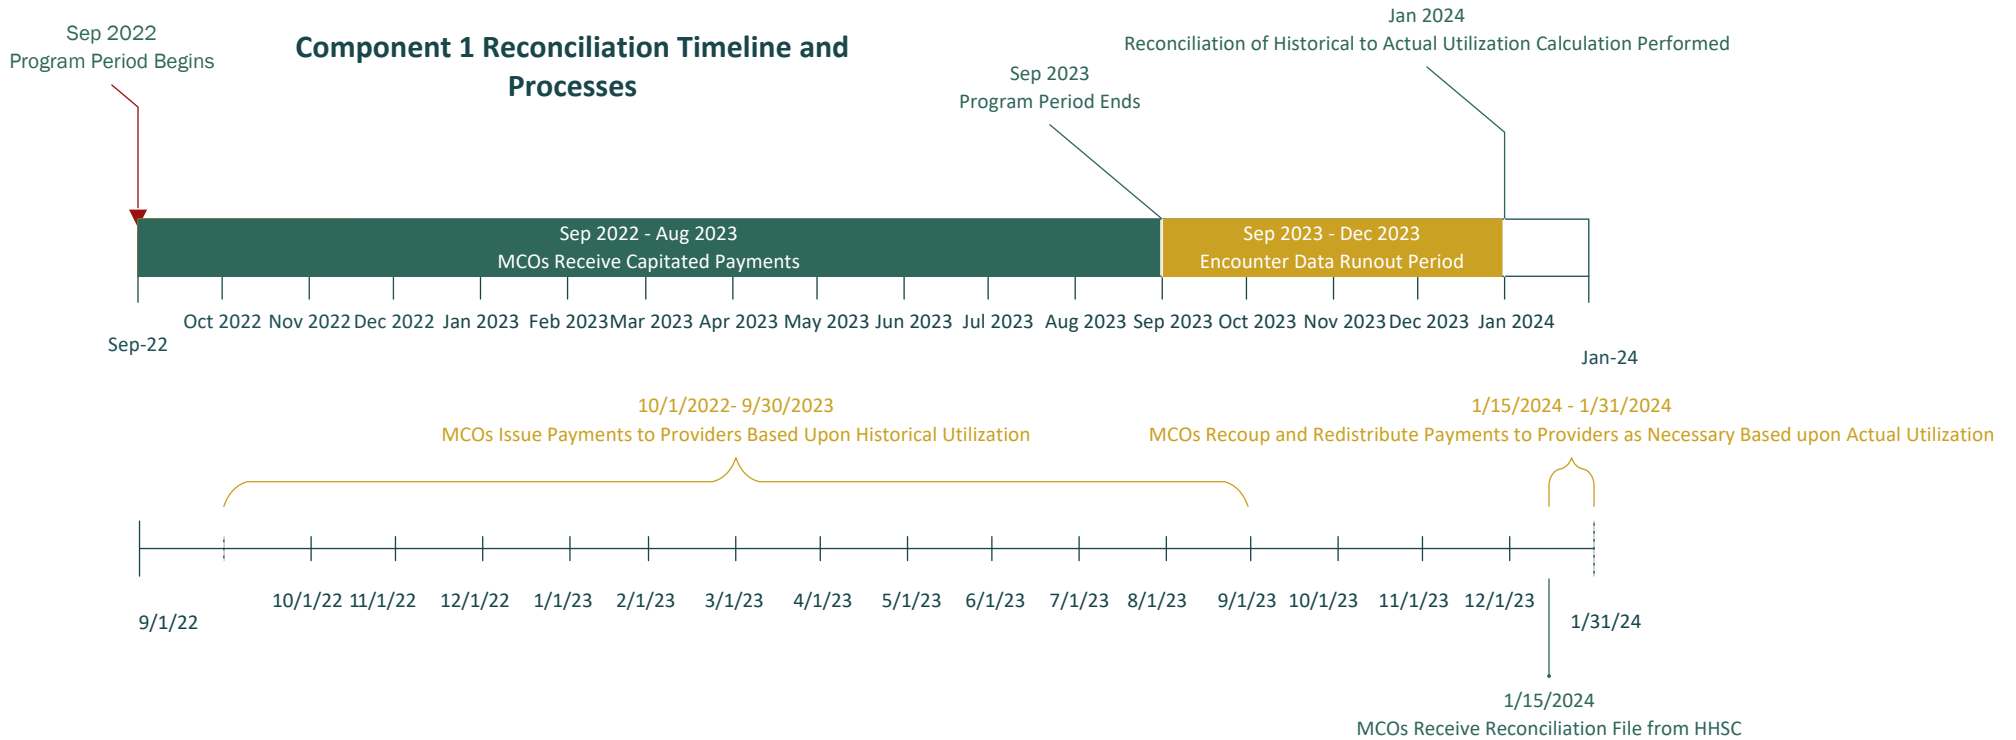 Sep 2022
Program Period Begins
Component 1 Reconciliation Timeline and
Processes
Sep 2023
Program Period Ends
Jan 2024
Reconciliation of Historical to Actual Utilization Calculation Performed
Sep 2022 - Aug 2023
MCOs Receive Capitated Payments
Sep 2023 - Dec 2023
Encounter Data Runout Period
Oct 2022 Nov 2022 Dec 2022 Jan 2023 Feb 2023 Mar 2023 Apr 2023 May 2023 Jun 2023 Jul 2023 Aug 2023 Sep 2023 Oct 2023 Nov 2023 Dec 2023 Jan 2024
Sep-22
Jan-24
10/1/2022- 9/30/2023
MCOs Issue Payments to Providers Based Upon Historical Utilization
1/15/2024 - 1/31/2024
MCOs Recoup and Redistribute Payments to Providers as Necessary Based upon Actual Utilization
10/1/22 11/1/22 12/1/22 1/1/23 2/1/23 3/1/23 4/1/23 5/1/23 6/1/23 7/1/23 8/1/23 9/1/23 10/1/23 11/1/23 12/1/23
9/1/22
1/31/24
1/15/2024
MCOs Receive Reconciliation File from HHSC